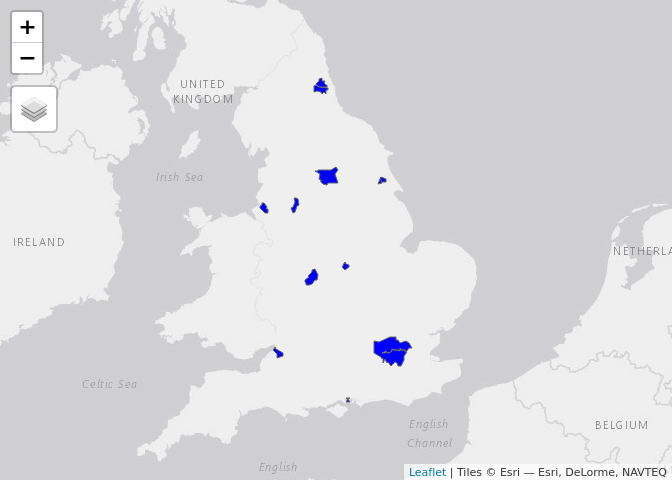 +
−
UNITED
KINGDOM
Irish Sea
IRELAND
NETHERLA
Celtic Sea
English
Channel
BELGIUM
English
Leaflet | Tiles © Esri — Esri, DeLorme, NAVTEQ